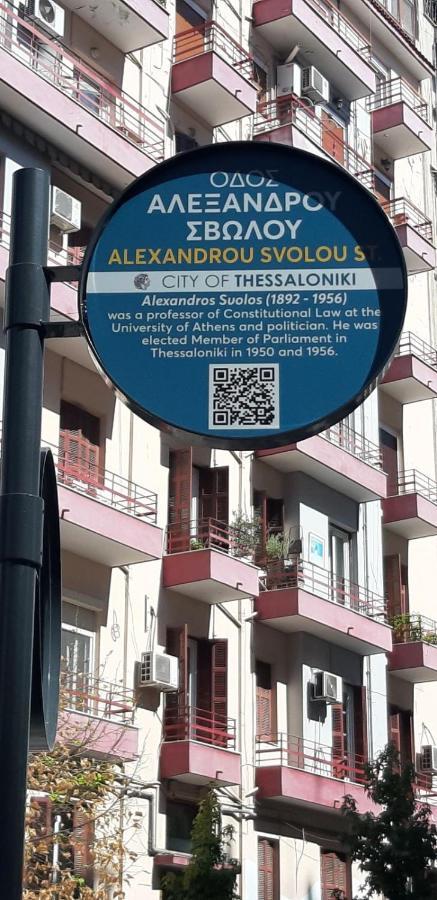 ΟΔΟΣ
ΑΛΕΞΑΝΔΡΟΥ
ΣΒΩΛΟΥ
ALEXANDROU SVOLOU ST.
CITY OF THESSALONIKI
Alexandros Suolos (1892 - 1956)
was a professor of Constitutional Law at the
University of Athens and politician. He was
elected Member of Parliament in
Thessaloniki in 1950 and 1956.